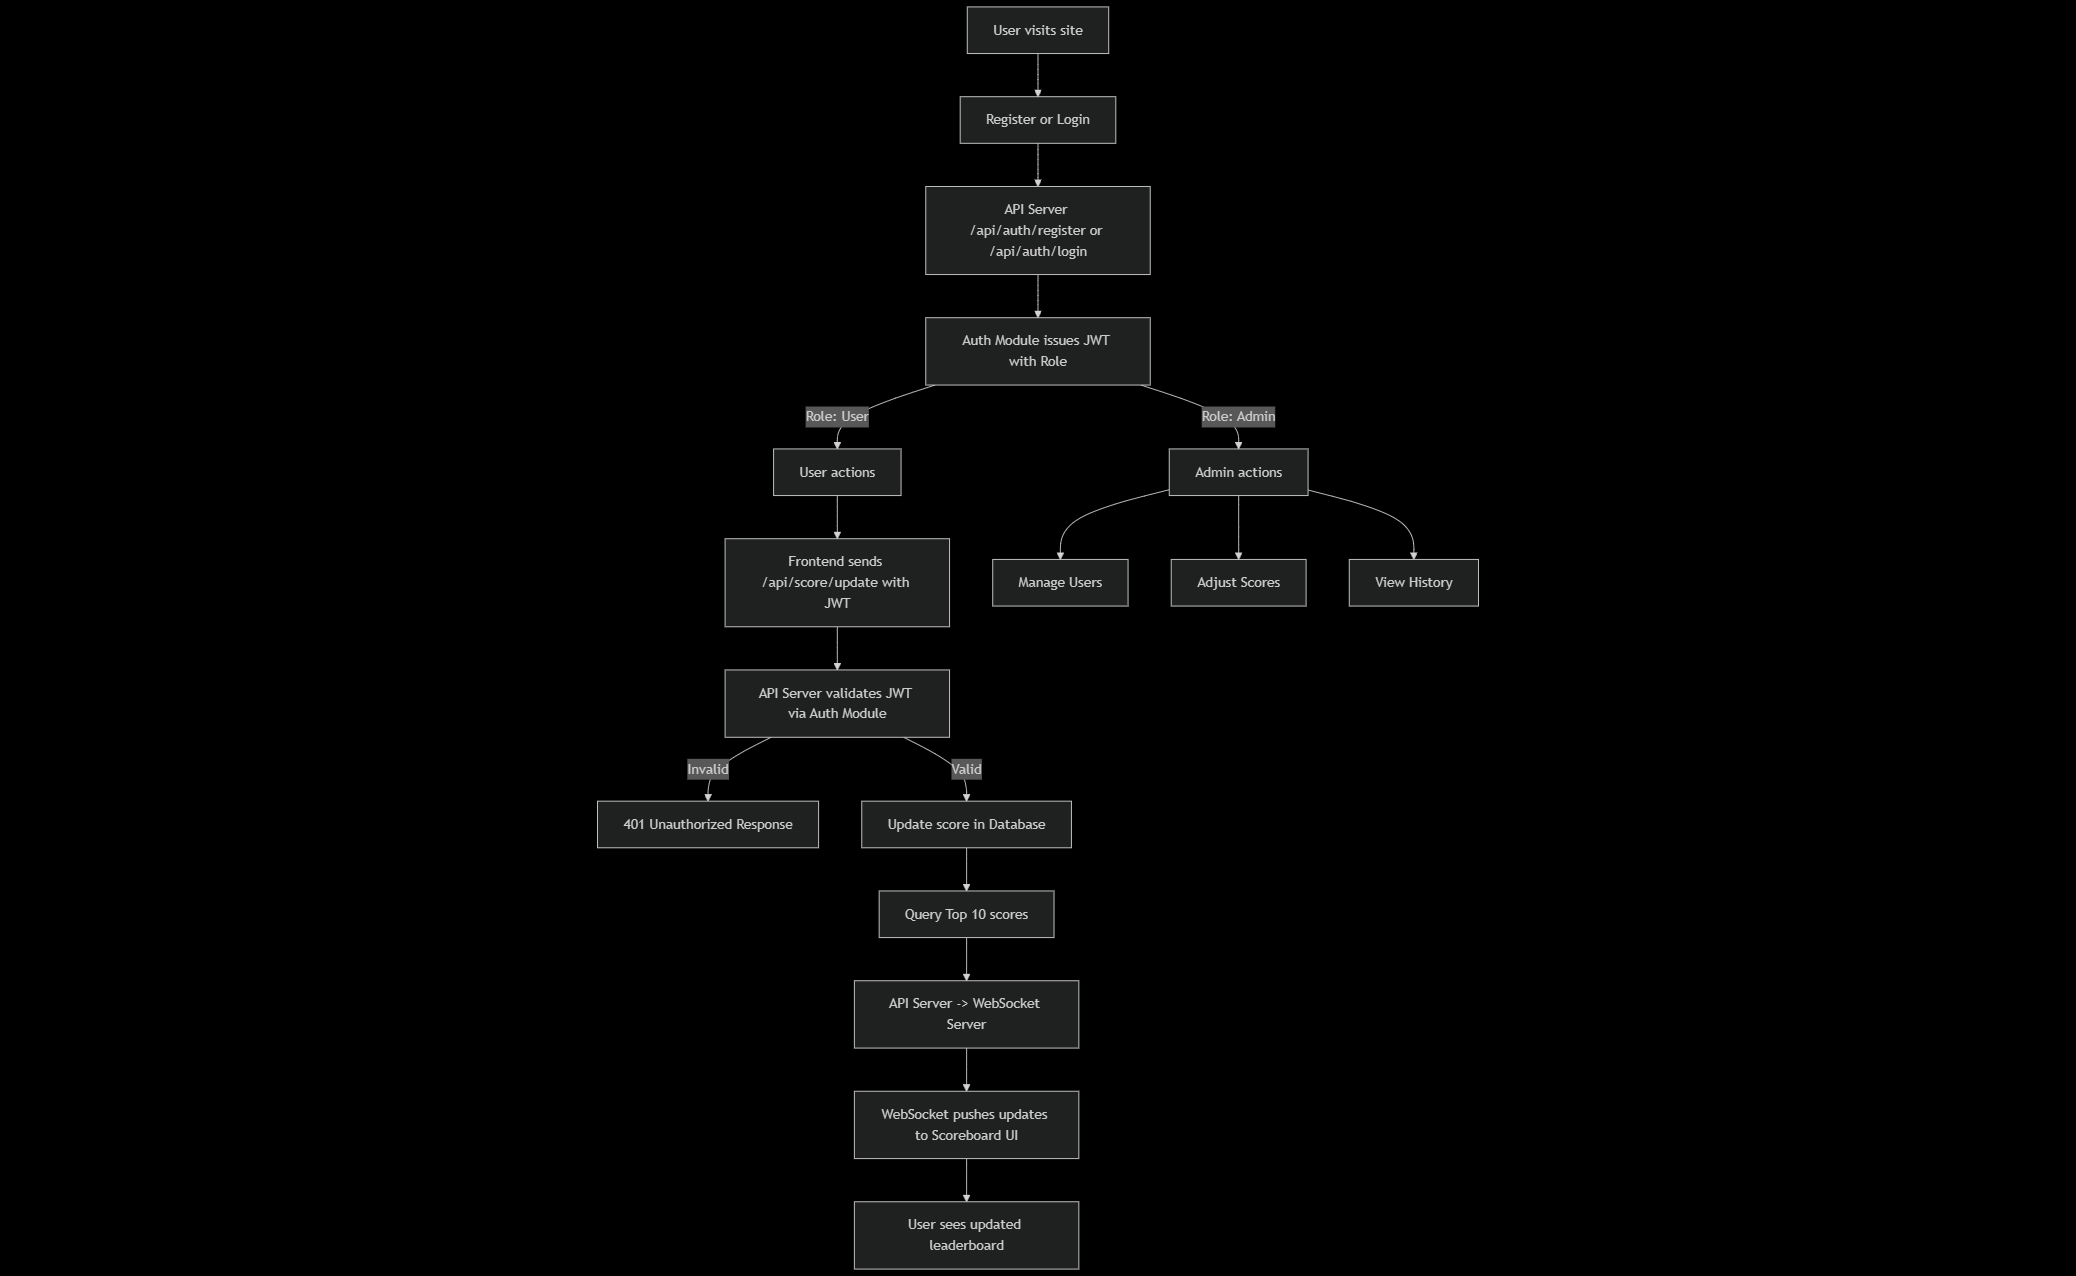 User visits site
Register or Login
API Server
/api/auth/register or
/api/auth/login
Auth Module issues JWT
with Role
Role: User
Role: Admin
User actions
Admin actions
Frontend sends
/api/score/update with
JWT
Manage Users
Adjust Scores
View History
API Server validates JWT
via Auth Module
Invalid
Valid
401 Unauthorized Response
Update score in Database
Query Top 10 scores
API Server -> WebSocket
Server
WebSocket pushes updates
to Scoreboard UI
User sees updated
leaderboard